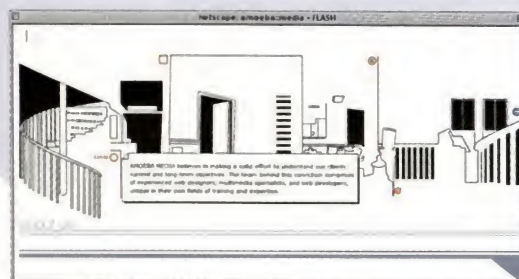 Netscape: amoeba:media - FLASH
AMOEBA MEDIA believes in making a solid effort to understand our clients'
current and long-term objectives. The team behind this conviction comprises
of experienced web designers, multimedia specialists, and web developers,
unique in their own fields of training and expertise.